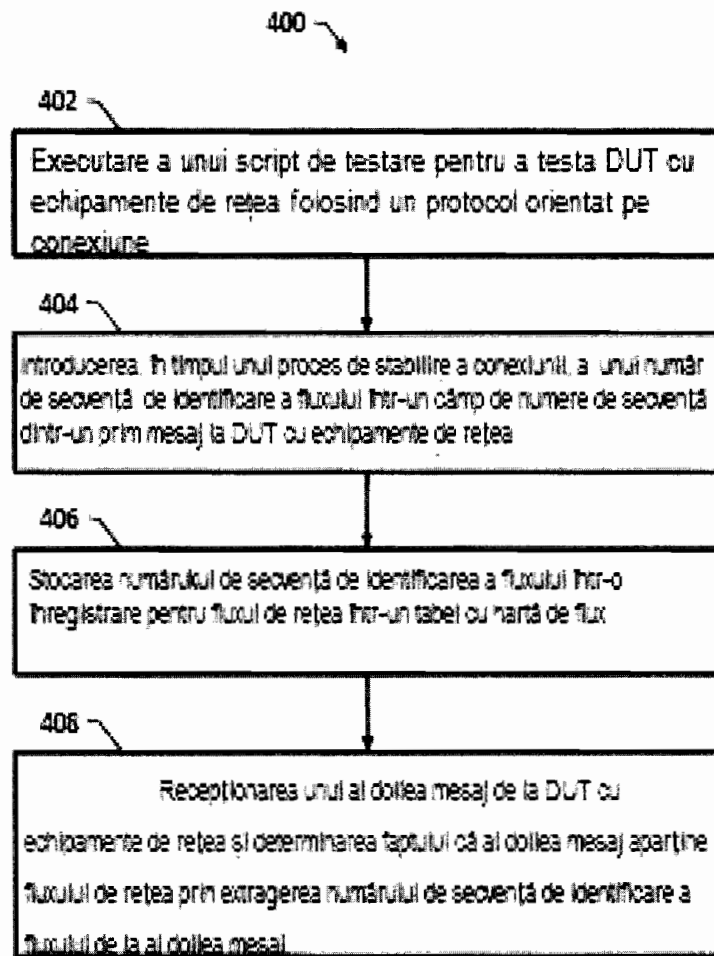 400
402
Executare a unui script de testare pentru a testa DUT cu
echipamente de rețea folosind un protocol orientat pe
conexiune
404
introducerea, în timpul unui proces de stabilire a conexiunii, a unui număr
de secvență de identificare a fluxului într-un câmp de numere de secvență
dintr-un prim mesaj la DUT cu echipamente de rețea
406
Stocarea numărului de secvență de identificarea a fluxului într-o
înregistrare pentru fluxul de rețea într-un tabel cu hartă de flux
408
Recepționarea unui al doilea mesaj de la DUT cu
echipamente de rețea și determinarea faptului că al doilea mesaj aparține
fluxului de rețea prin extragerea numărului de secvență de identificare a
fluxului de la al doilea mesaj